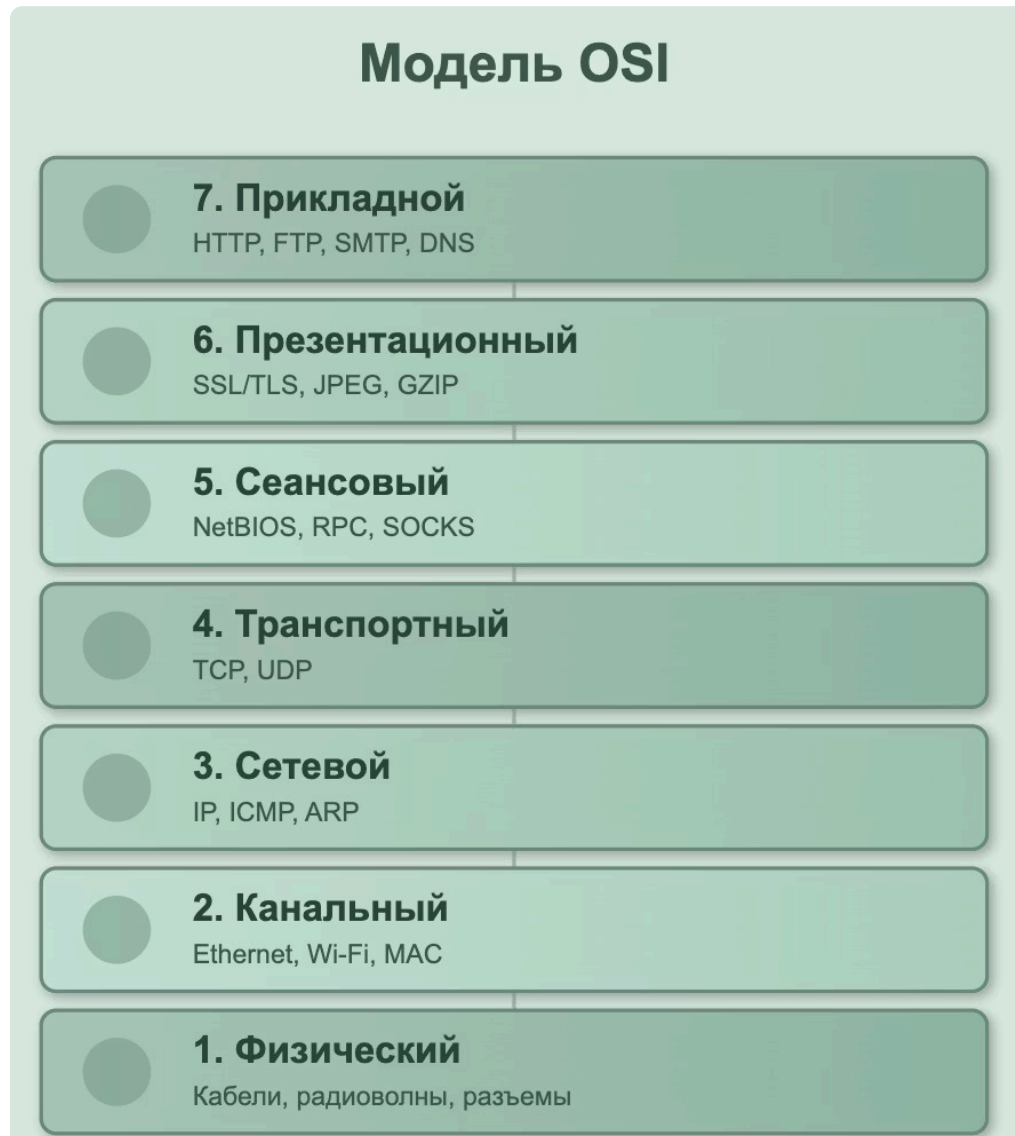 Модель OSI
7. Прикладной
HTTP, FTP, SMTP, DNS
6. Презентационный
SSL/TLS, JPEG, GZIP
5. Сеансовый
NetBIOS, RPC, SOCKS
4. Транспортный
TCP, UDP
3. Сетевой
IP, ICMP, ARP
2. Канальный
Ethernet, Wi-Fi, MAC
1. Физический
Кабели, радиоволны, разъемы